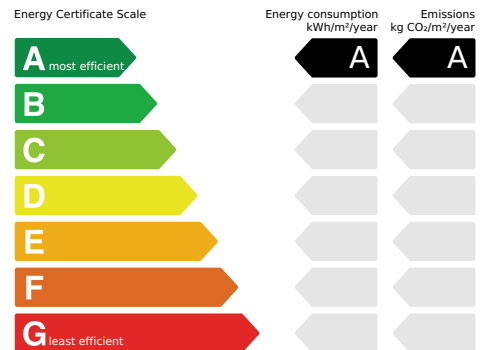 Energy Certificate Scale
Energy consumption
kWh/m²/year
Emissions
kg CO₂/m²/year
A most efficient
A
A
B
C
D
E
F
G least efficient